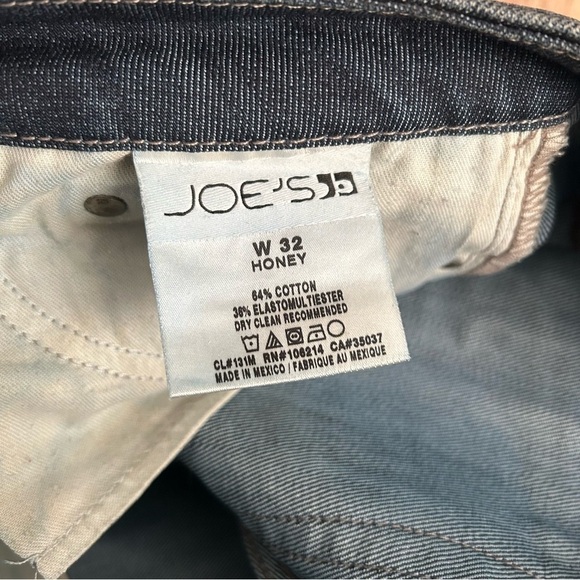 JOE'S
W 32
HONEY
64% COTTON
36% ELASTOMULTIESTER
DRY CLEAN RECOMMENDED
CL#131M RN#106214 CA#35037
MADE IN MEXICO / FABRIQUE AU MEXIQUE